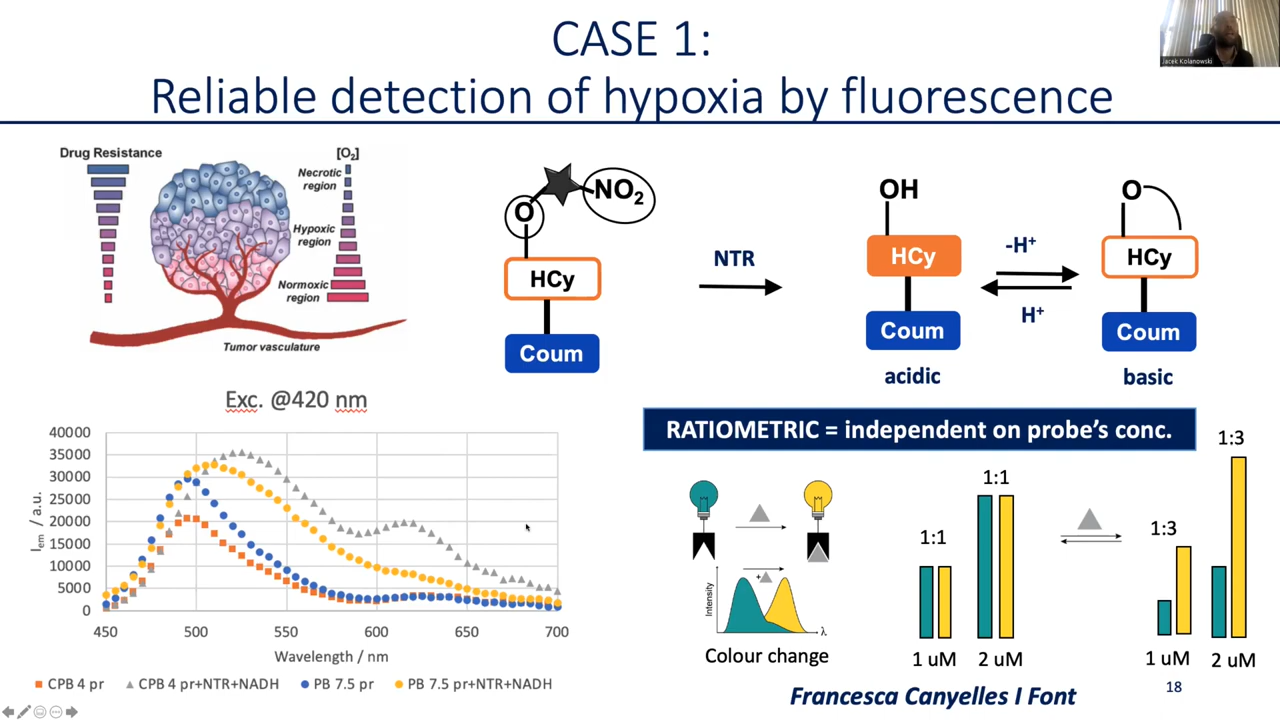 CASE 1:
Reliable detection of hypoxia by fluorescence
Jacek Kolanowski
Drug Resistance
[O₂]
Necrotic
region
Hypoxic
region
Normoxic
region
Tumor vasculature
O
NO₂
HCy
Coum
NTR
OH
HCy
Coum
acidic
-H⁺
H⁺
O
HCy
Coum
basic
Exc. @420 nm
40000
35000
30000
25000
20000
15000
10000
5000
0
Iem / a.u.
450 500 550 600 650 700
Wavelength / nm
CPB 4 pr CPB 4 pr+NTR+NADH PB 7.5 pr PB 7.5 pr+NTR+NADH
RATIOMETRIC = independent on probe's conc.
Intensity
+
λ
Colour change
1:1
1:1
1 uM 2 uM
1:3
1:3
1 uM 2 uM
Francesca Canyelles I Font
18